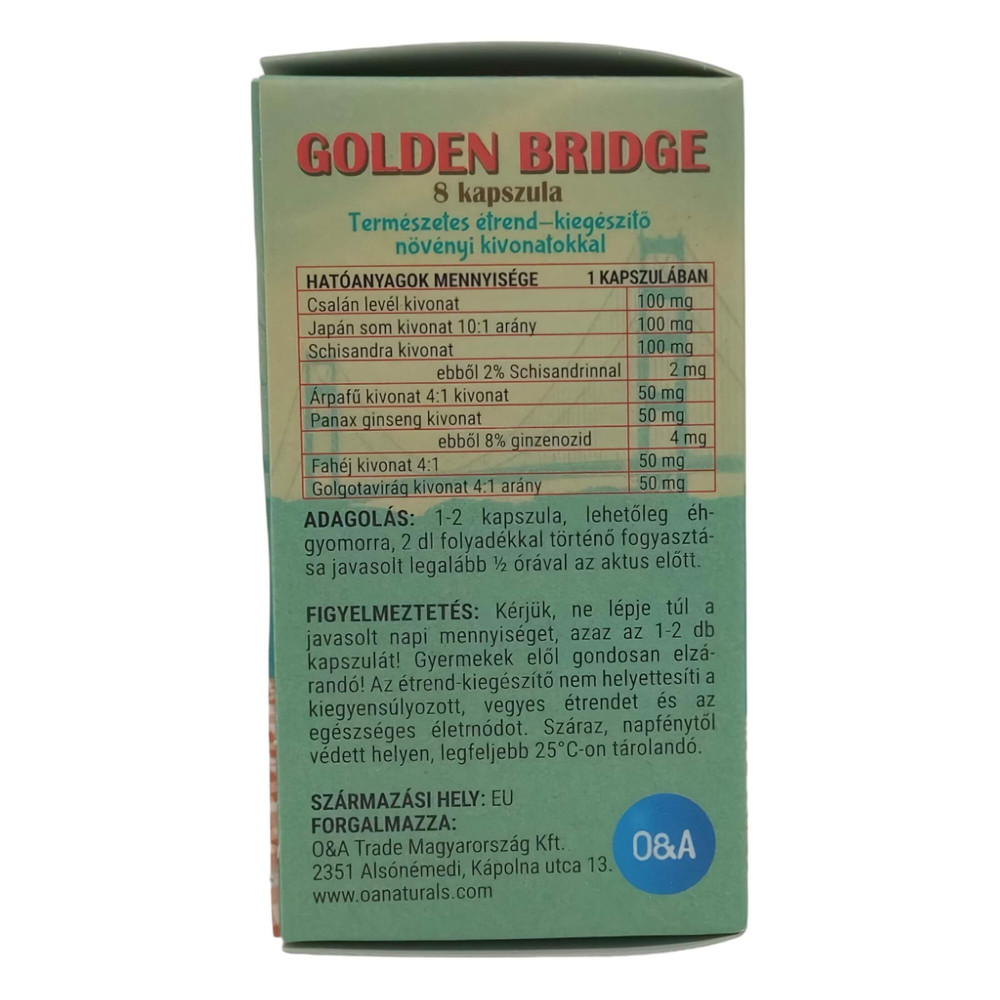 GOLDEN BRIDGE
8 kapszula
Természetes étrend-kiegészítő
növényi kivonatokkal
HATÓANYAGOK MENNYISÉGE 1 KAPSZULÁBAN
Csalán levél kivonat 100 mg
Japán som kivonat 10:1 arány 100 mg
Schisandra kivonat 100 mg
ebből 2% Schisandrinnal 2 mg
Árpafű kivonat 4:1 kivonat 50 mg
Panax ginseng kivonat 50 mg
ebből 8% ginzenozid 4 mg
Fahéj kivonat 4:1 50 mg
Golgotavirág kivonat 4:1 arány 50 mg
ADAGOLÁS: 1-2 kapszula, lehetőleg éh-
gyomorra, 2 dl folyadékkal történő fogyasztá-
sa javasolt legalább ½ órával az aktus előtt.
FIGYELMEZTETÉS: Kérjük, ne lépje túl a
javasolt napi mennyiséget, azaz az 1-2 db
kapszulát! Gyermekek elől gondosan elzá-
randó! Az étrend-kiegészítő nem helyettesíti a
kiegyensúlyozott, vegyes étrendet és az
egészséges életrnódot. Száraz, napfénytől
védett helyen, legfeljebb 25°C-on tárolandó.
SZÁRMAZÁSI HELY: EU
FORGALMAZZA:
O&A Trade Magyarország Kft.
2351 Alsónémedi, Kápolna utca 13.
www.oanaturals.com
O&A